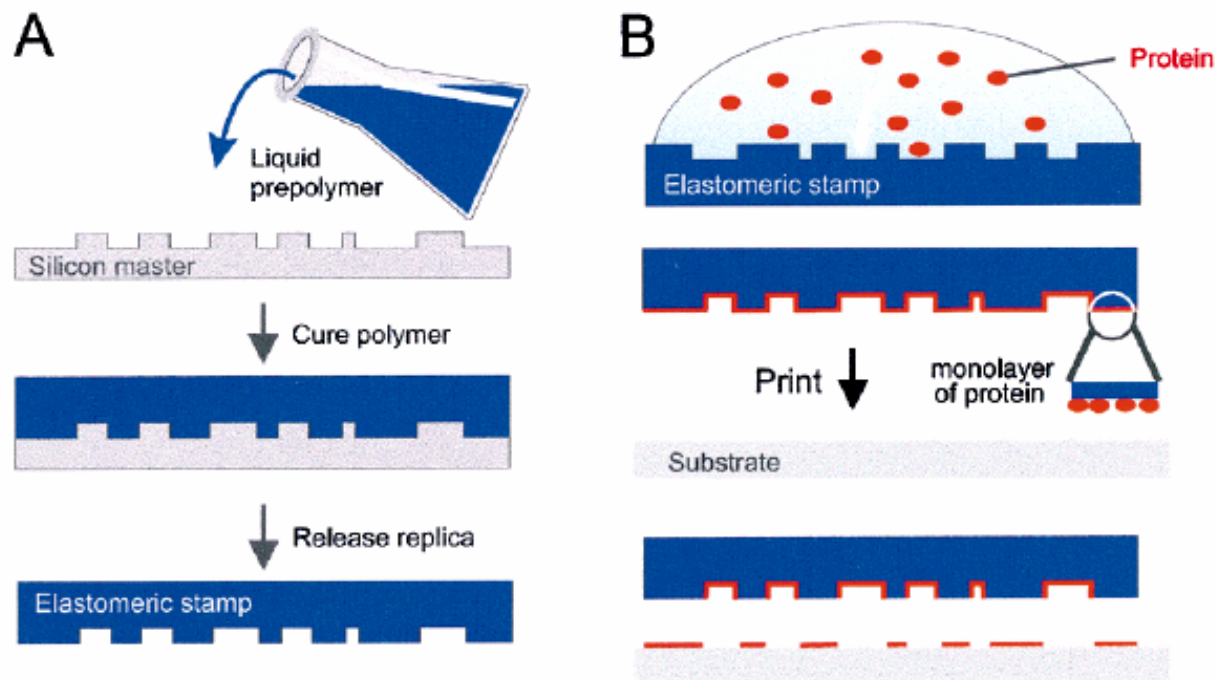 A
Liquid
prepolymer
Silicon master
Cure polymer
Release replica
Elastomeric stamp
B
Protein
Elastomeric stamp
Print
monolayer
of protein
Substrate